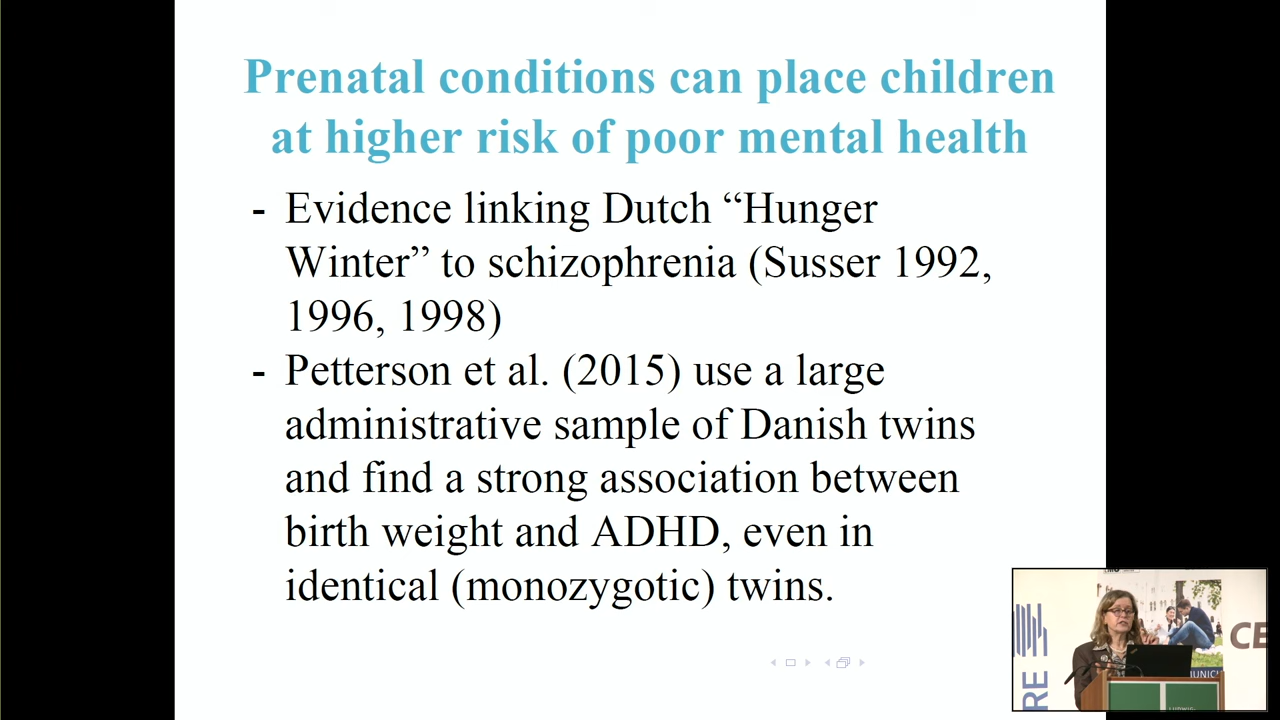 Prenatal conditions can place children
at higher risk of poor mental health
- Evidence linking Dutch “Hunger
Winter” to schizophrenia (Susser 1992,
1996, 1998)
- Petterson et al. (2015) use a large
administrative sample of Danish twins
and find a strong association between
birth weight and ADHD, even in
identical (monozygotic) twins.
RE
CE